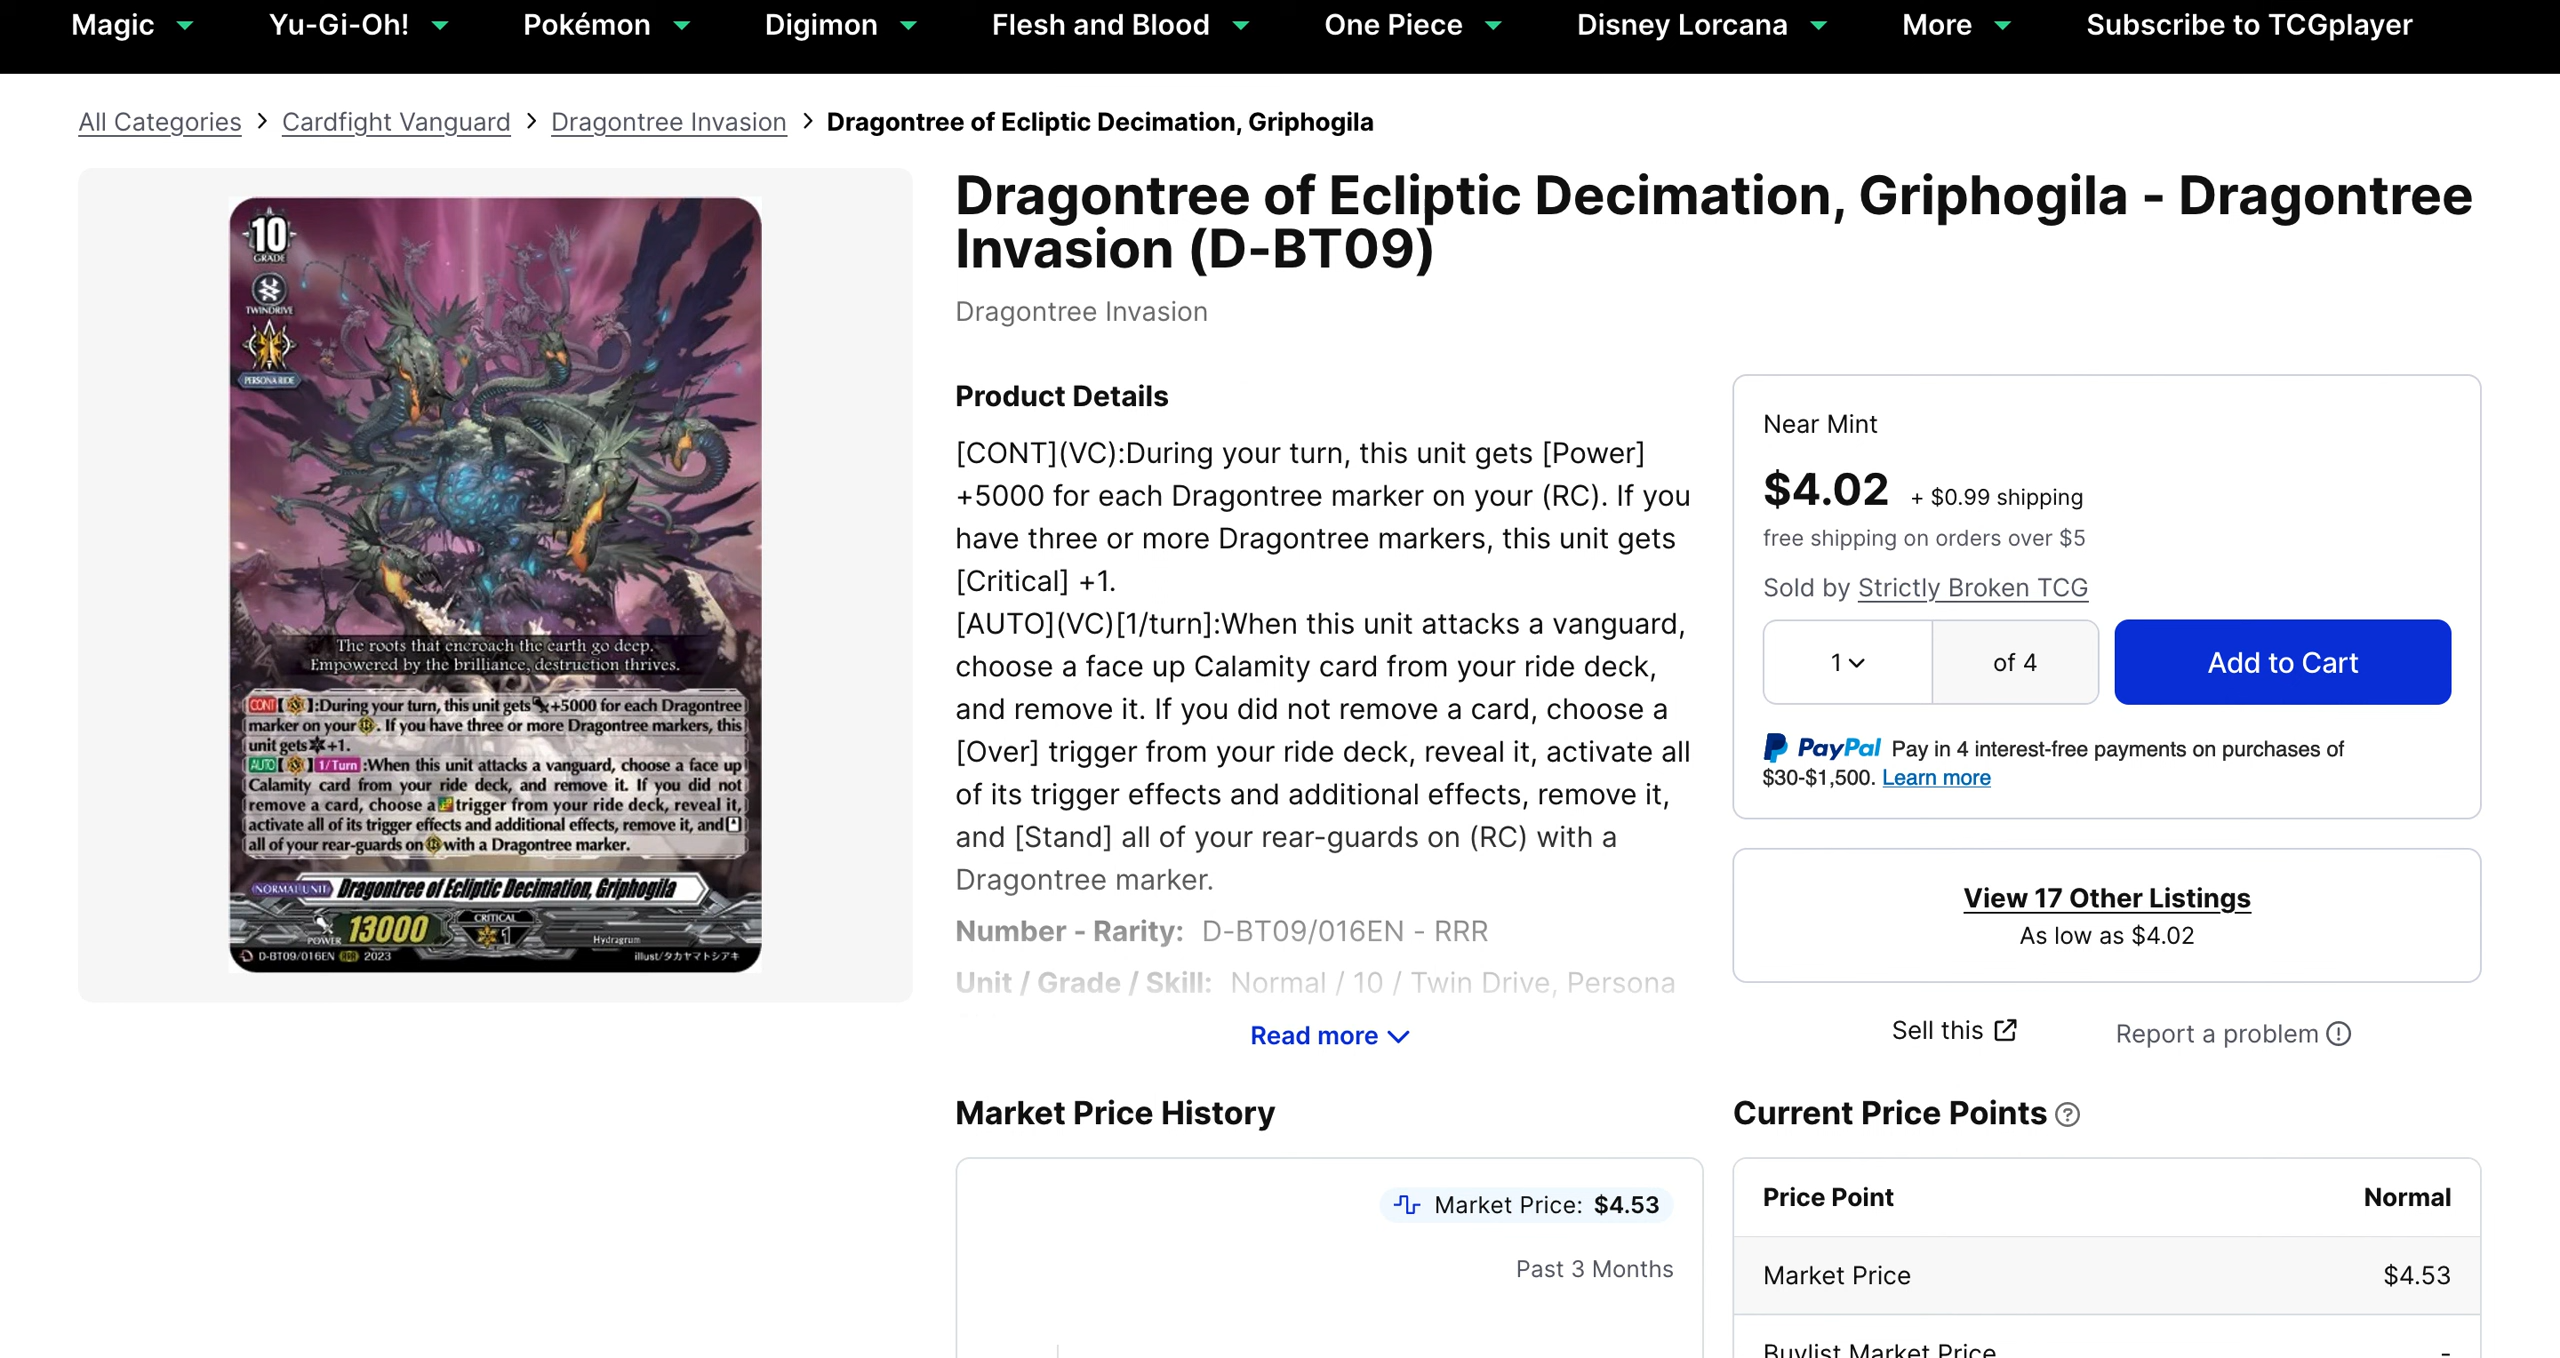 Magic
Yu-Gi-Oh!
Pokémon
Digimon
Flesh and Blood
One Piece
Disney Lorcana
More
Subscribe to TCGplayer
All Categories > Cardfight Vanguard > Dragontree Invasion > Dragontree of Ecliptic Decimation, Griphogila
10
GRADE
TWINDRIVE
PERSONA RIDE
The roots that encroach the earth go deep.
Empowered by the brilliance, destruction thrives.
CONT【 】:During your turn, this unit gets +5000 for each Dragontree
marker on your . If you have three or more Dragontree markers, this
unit gets +1.
AUTO【 】1/Turn:When this unit attacks a vanguard, choose a face up
Calamity card from your ride deck, and remove it. If you did not
remove a card, choose a trigger from your ride deck, reveal it,
activate all of its trigger effects and additional effects, remove it, and
all of your rear-guards on with a Dragontree marker.
NORMAL UNIT Dragontree of Ecliptic Decimation, Griphogila
POWER 13000 CRITICAL 1 Hydragrum
D-BT09/016EN RRR 2023 illust/タカヤマトシアキ
Dragontree of Ecliptic Decimation, Griphogila - Dragontree
Invasion (D-BT09)
Dragontree Invasion
Product Details
[CONT](VC):During your turn, this unit gets [Power]
+5000 for each Dragontree marker on your (RC). If you
have three or more Dragontree markers, this unit gets
[Critical] +1.
[AUTO](VC)[1/turn]:When this unit attacks a vanguard,
choose a face up Calamity card from your ride deck,
and remove it. If you did not remove a card, choose a
[Over] trigger from your ride deck, reveal it, activate all
of its trigger effects and additional effects, remove it,
and [Stand] all of your rear-guards on (RC) with a
Dragontree marker.
Number - Rarity: D-BT09/016EN - RRR
Unit / Grade / Skill: Normal / 10 / Twin Drive, Persona
Read more
Near Mint
$4.02 + $0.99 shipping
free shipping on orders over $5
Sold by Strictly Broken TCG
1 of 4
Add to Cart
PayPal Pay in 4 interest-free payments on purchases of
$30-$1,500. Learn more
View 17 Other Listings
As low as $4.02
Sell this
Report a problem
Market Price History
Market Price: $4.53
Past 3 Months
Current Price Points
Price Point Normal
Market Price $4.53
Buylist Market Price -